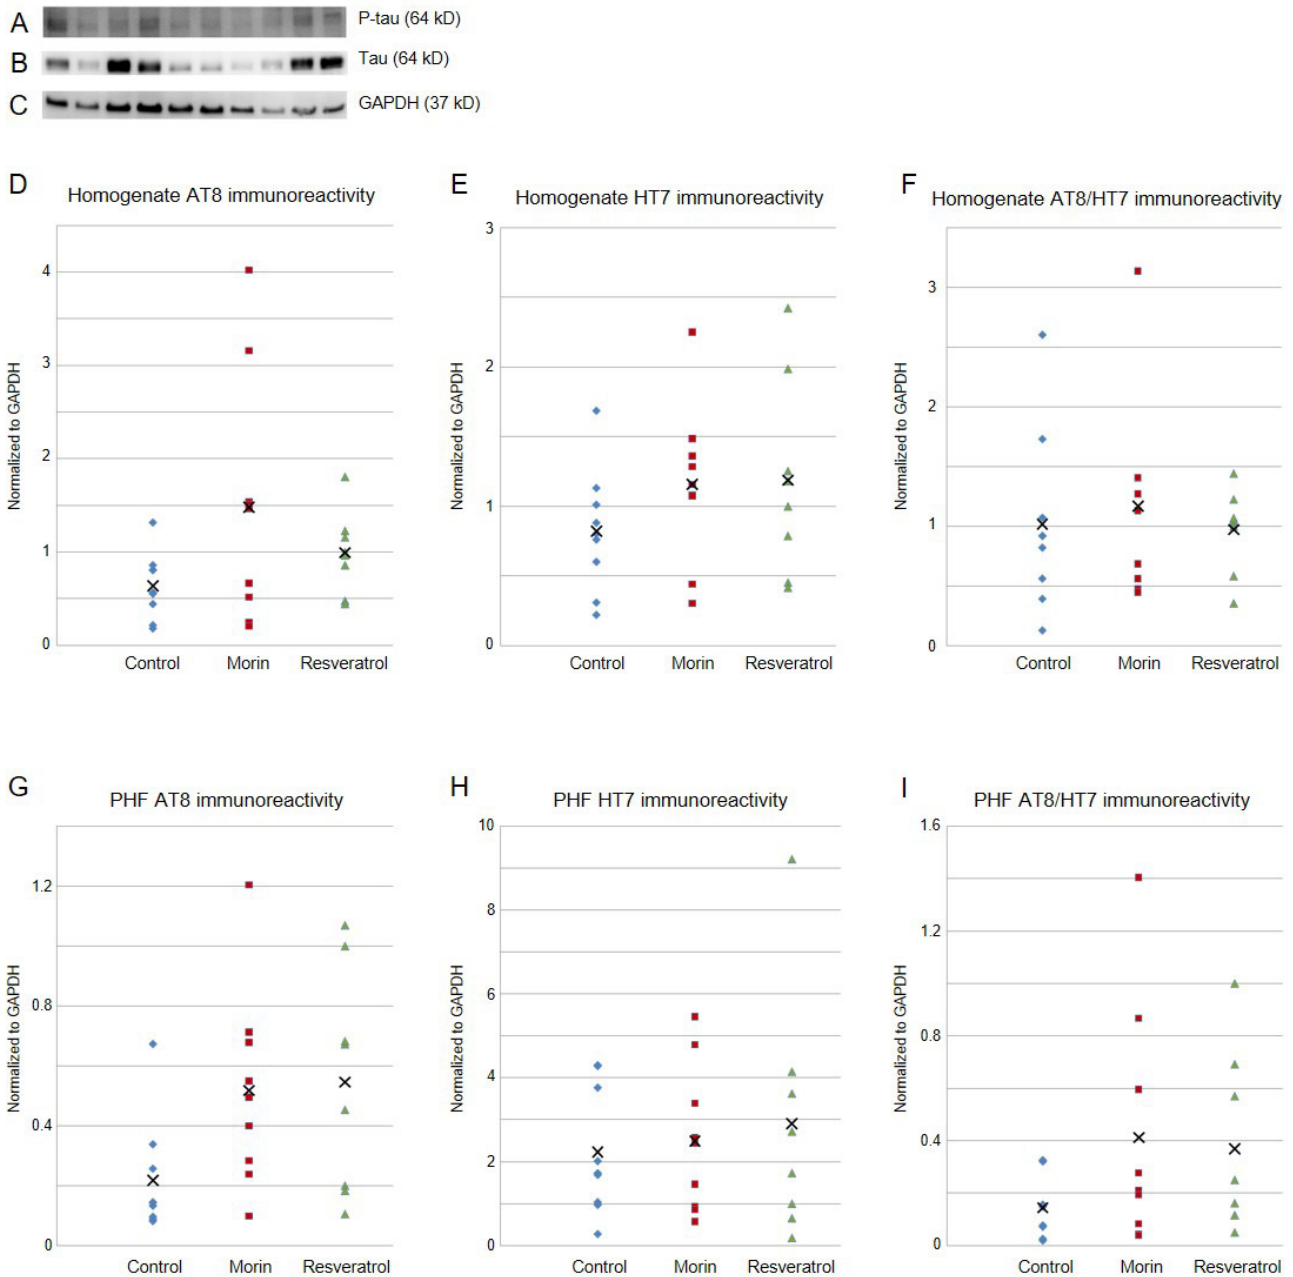 A P-tau (64 kD)
B Tau (64 kD)
C GAPDH (37 kD)
D Homogenate AT8 immunoreactivity
Normalized to GAPDH
4
3
2
1
0
Control Morin Resveratrol
E Homogenate HT7 immunoreactivity
Normalized to GAPDH
3
2
1
0
Control Morin Resveratrol
F Homogenate AT8/HT7 immunoreactivity
Normalized to GAPDH
3
2
1
0
Control Morin Resveratrol
G PHF AT8 immunoreactivity
Normalized to GAPDH
1.2
0.8
0.4
0
Control Morin Resveratrol
H PHF HT7 immunoreactivity
Normalized to GAPDH
10
8
6
4
2
0
Control Morin Resveratrol
I PHF AT8/HT7 immunoreactivity
Normalized to GAPDH
1.6
1.2
0.8
0.4
0
Control Morin Resveratrol